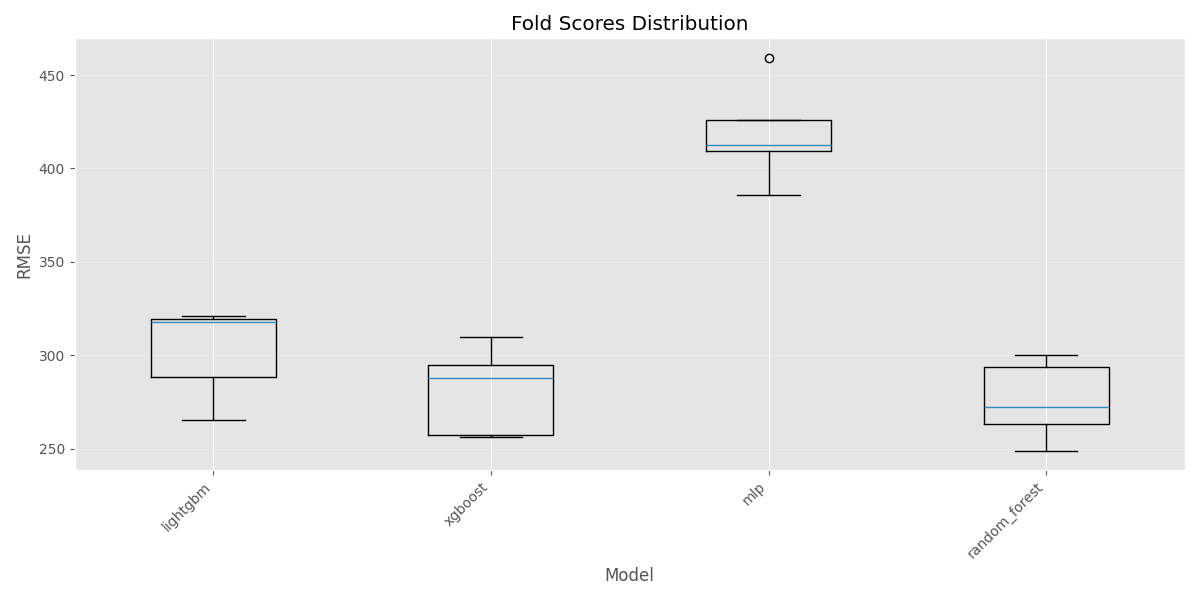 Fold Scores Distribution
450
400
350
300
250
RMSE
lightgbm
xgboost
mlp
random_forest
Model